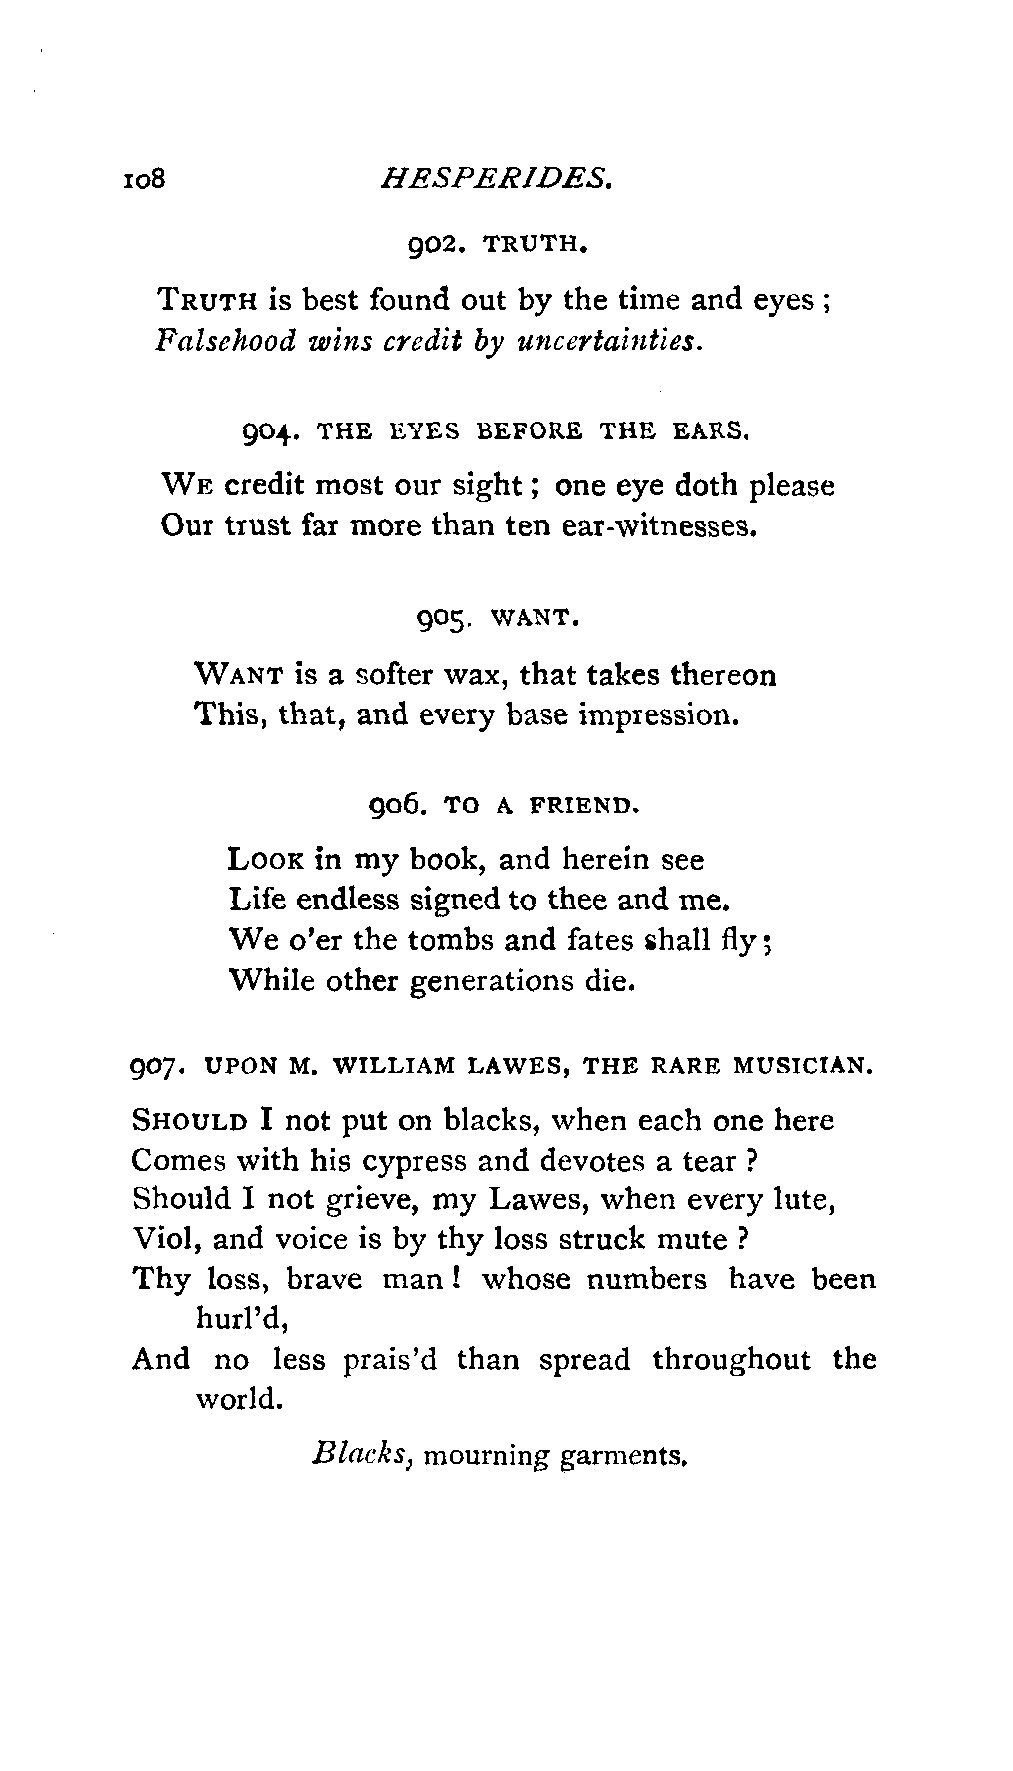 108 HESPERIDES.
902. TRUTH.
TRUTH is best found out by the time and eyes ;
Falsehood wins credit by uncertainties.
904. THE EYES BEFORE THE EARS.
WE credit most our sight ; one eye doth please
Our trust far more than ten ear-witnesses.
905. WANT.
WANT is a softer wax, that takes thereon
This, that, and every base impression.
906. TO A FRIEND.
LOOK in my book, and herein see
Life endless signed to thee and me.
We o'er the tombs and fates shall fly ;
While other generations die.
907. UPON M. WILLIAM LAWES, THE RARE MUSICIAN.
SHOULD I not put on blacks, when each one here
Comes with his cypress and devotes a tear ?
Should I not grieve, my Lawes, when every lute,
Viol, and voice is by thy loss struck mute ?
Thy loss, brave man ! whose numbers have been
hurl'd,
And no less prais'd than spread throughout the
world.
Blacks, mourning garments.